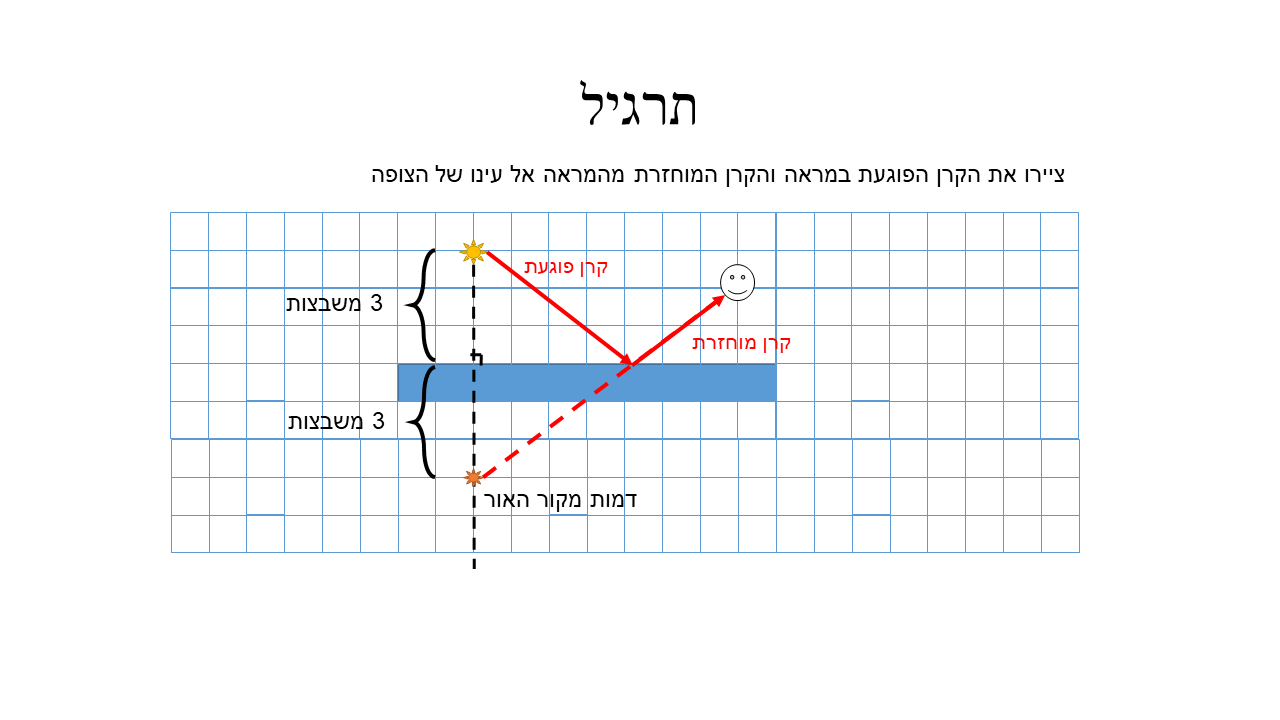 תרגיל
ציירו את הקרן הפוגעת במראה והקרן המוחזרת מהמראה אל עינו של הצופה
קרן פוגעת
3 משבצות
קרן מוחזרת
3 משבצות
דמות מקור האור